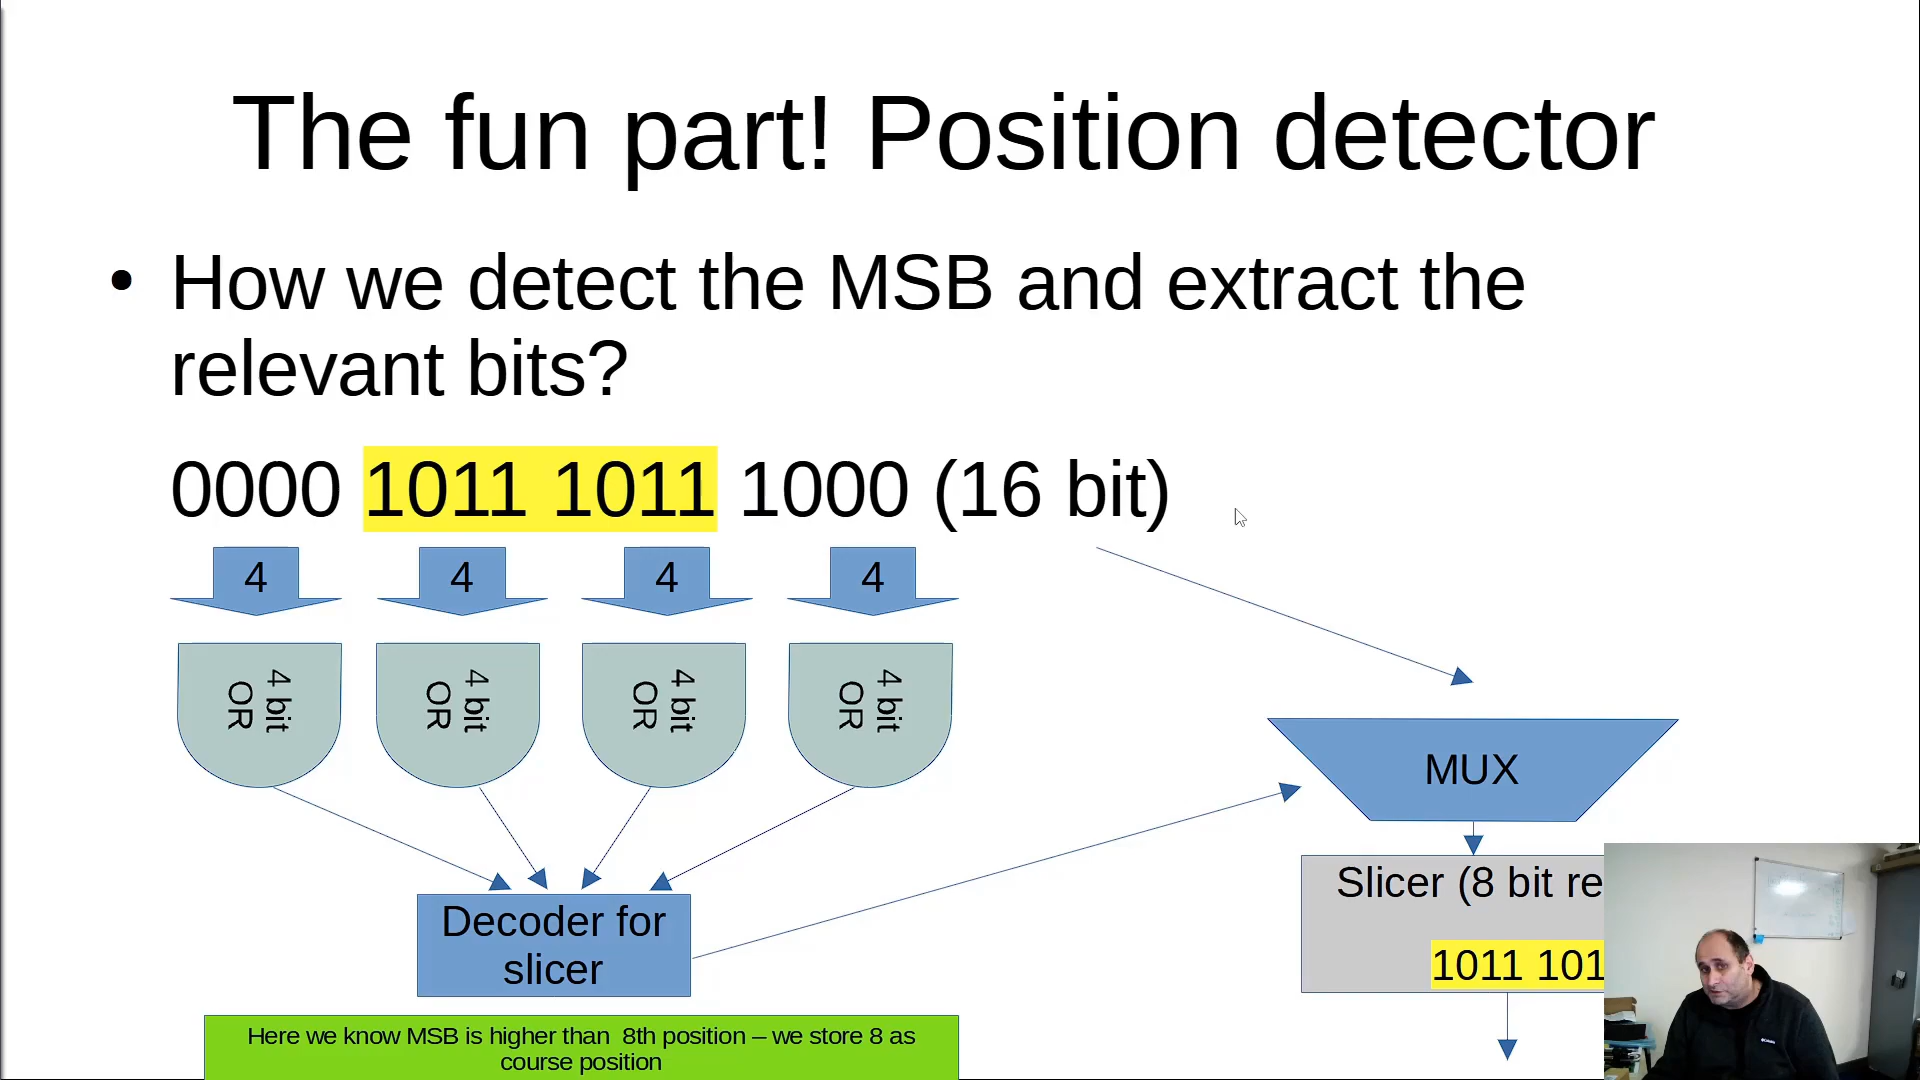 The fun part! Position detector
• How we detect the MSB and extract the
relevant bits?
0000 1011 1011 1000 (16 bit)
4 4 4 4
4 bit
OR
4 bit
OR
4 bit
OR
4 bit
OR
MUX
Decoder for
slicer
Slicer (8 bit re
1011 101
Here we know MSB is higher than 8th position – we store 8 as
course position